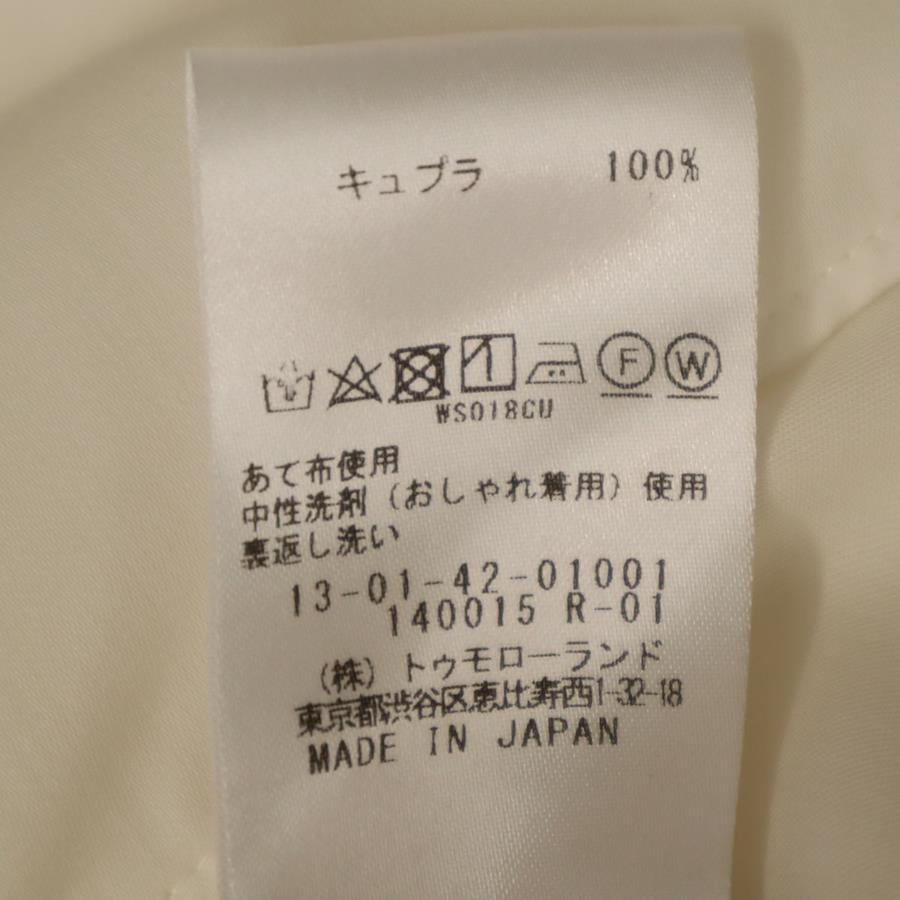 キュプラ 100%
F W
WS018CU
あて布使用
中性洗剤（おしゃれ着用）使用
裏返し洗い
13-01-42-01001
140015 R-01
（株）トゥモローランド
東京都渋谷区恵比寿西1-32-18
MADE IN JAPAN